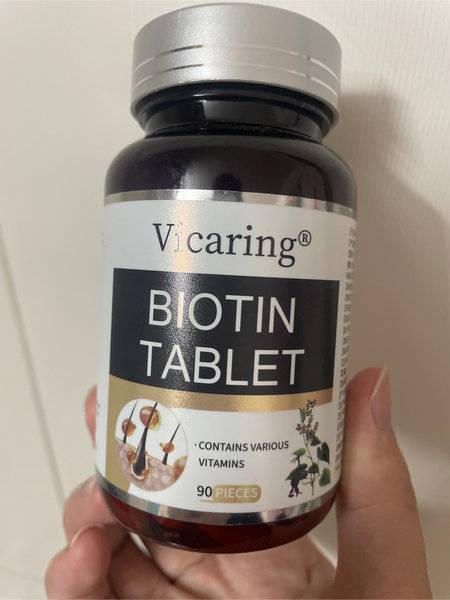 Vicaring®
BIOTIN
TABLET
·CONTAINS VARIOUS
VITAMINS
90 PIECES